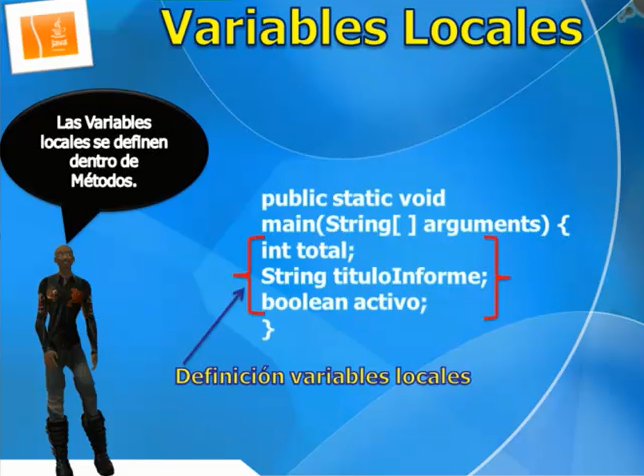 Variables Locales
Java
Las Variables
locales se definen
dentro de
Métodos.
public static void
main(String[ ] arguments) {
int total;
String tituloInforme;
boolean activo;
}
Definición variables locales